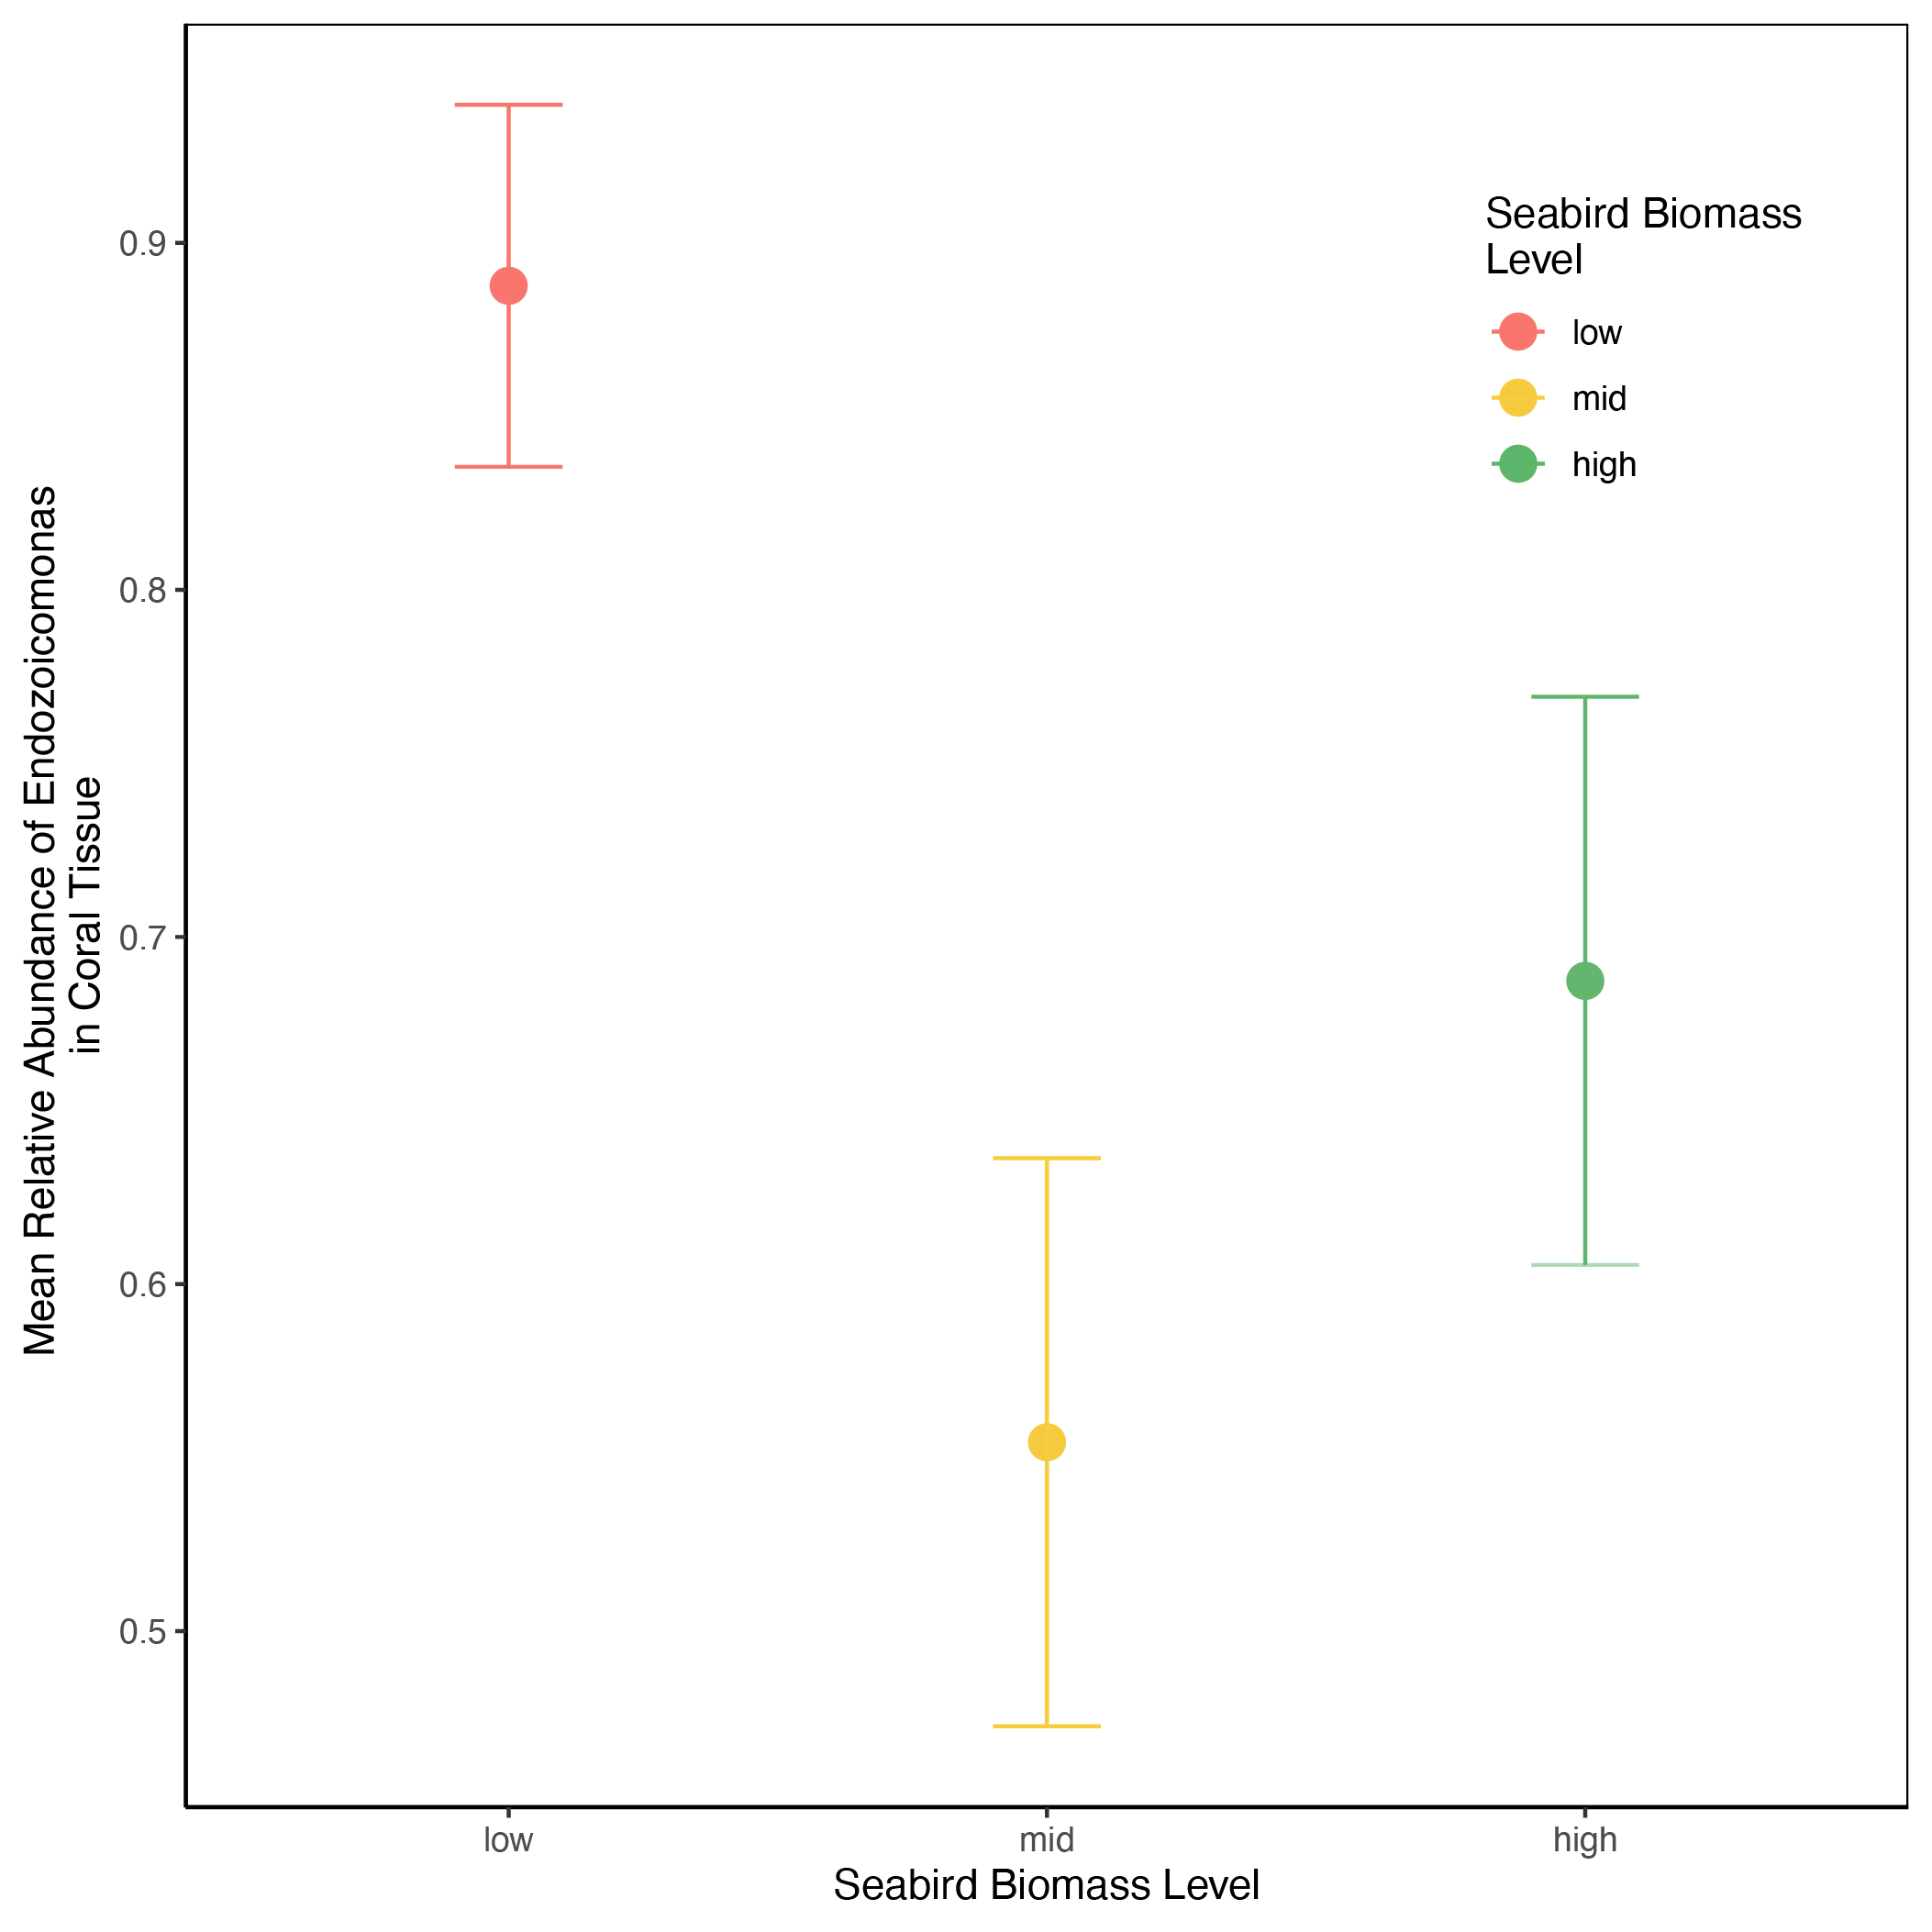 Mean Relative Abundance of Endozoicomonas
in Coral Tissue
0.9
0.8
0.7
0.6
0.5
Seabird Biomass
Level
low
mid
high
low
mid
high
Seabird Biomass Level